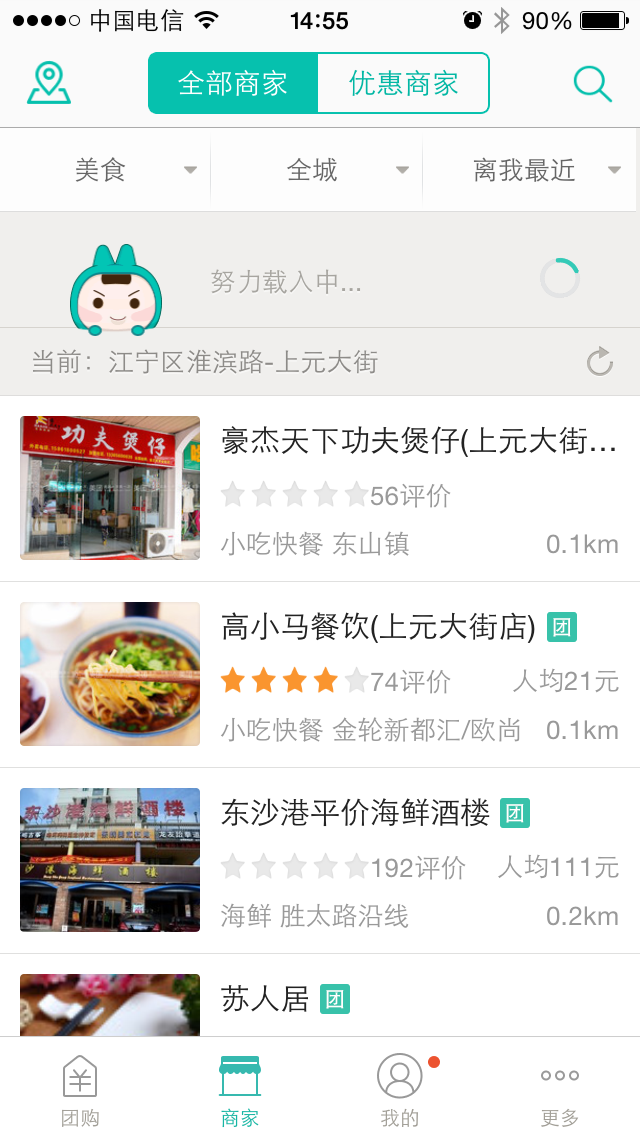 中国电信 14:55 90%
全部商家 优惠商家
美食 全城 离我最近
努力载入中...
当前：江宁区淮滨路-上元大街
功夫煲仔
豪杰天下功夫煲仔(上元大街...
56评价
小吃快餐 东山镇 0.1km
高小马餐饮(上元大街店) 团
74评价 人均21元
小吃快餐 金轮新都汇/欧尚 0.1km
东沙港平价海鲜酒楼 团
192评价 人均111元
海鲜 胜太路沿线 0.2km
苏人居 团
团购 商家 我的 更多